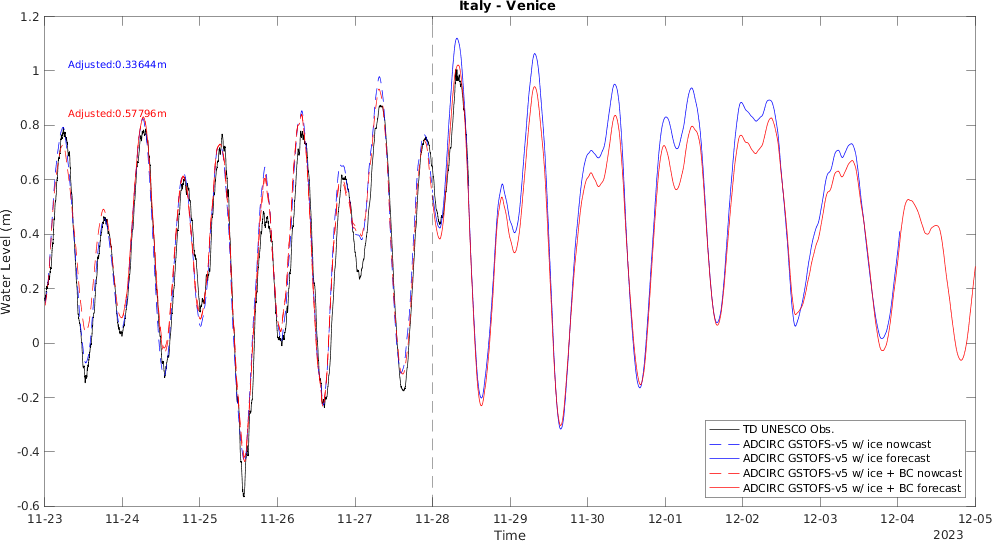 Italy - Venice
Adjusted:0.33644m
Adjusted:0.57796m
Water Level (m)
1.2
1
0.8
0.6
0.4
0.2
0
-0.2
-0.4
-0.6
TD UNESCO Obs.
ADCIRC GSTOFS-v5 w/ ice nowcast
ADCIRC GSTOFS-v5 w/ ice forecast
ADCIRC GSTOFS-v5 w/ ice + BC nowcast
ADCIRC GSTOFS-v5 w/ ice + BC forecast
11-23 11-24 11-25 11-26 11-27 11-28 11-29 11-30 12-01 12-02 12-03 12-04 12-05
Time
2023